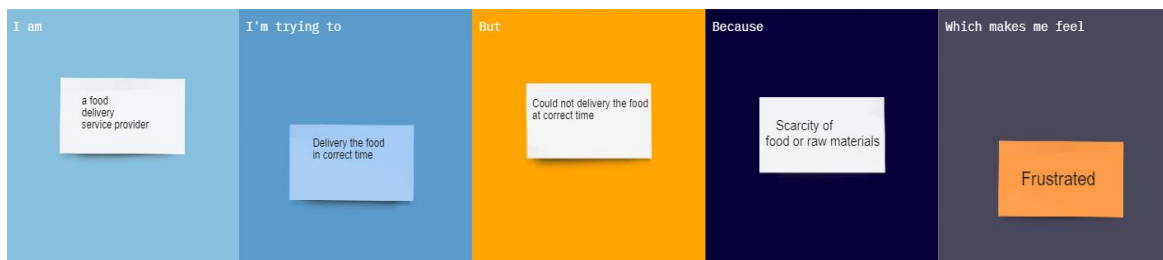 I am
a food
delivery
service provider
I'm trying to
Delivery the food
in correct time
But
Could not delivery the food
at correct time
Because
Scarcity of
food or raw materials
Which makes me feel
Frustrated